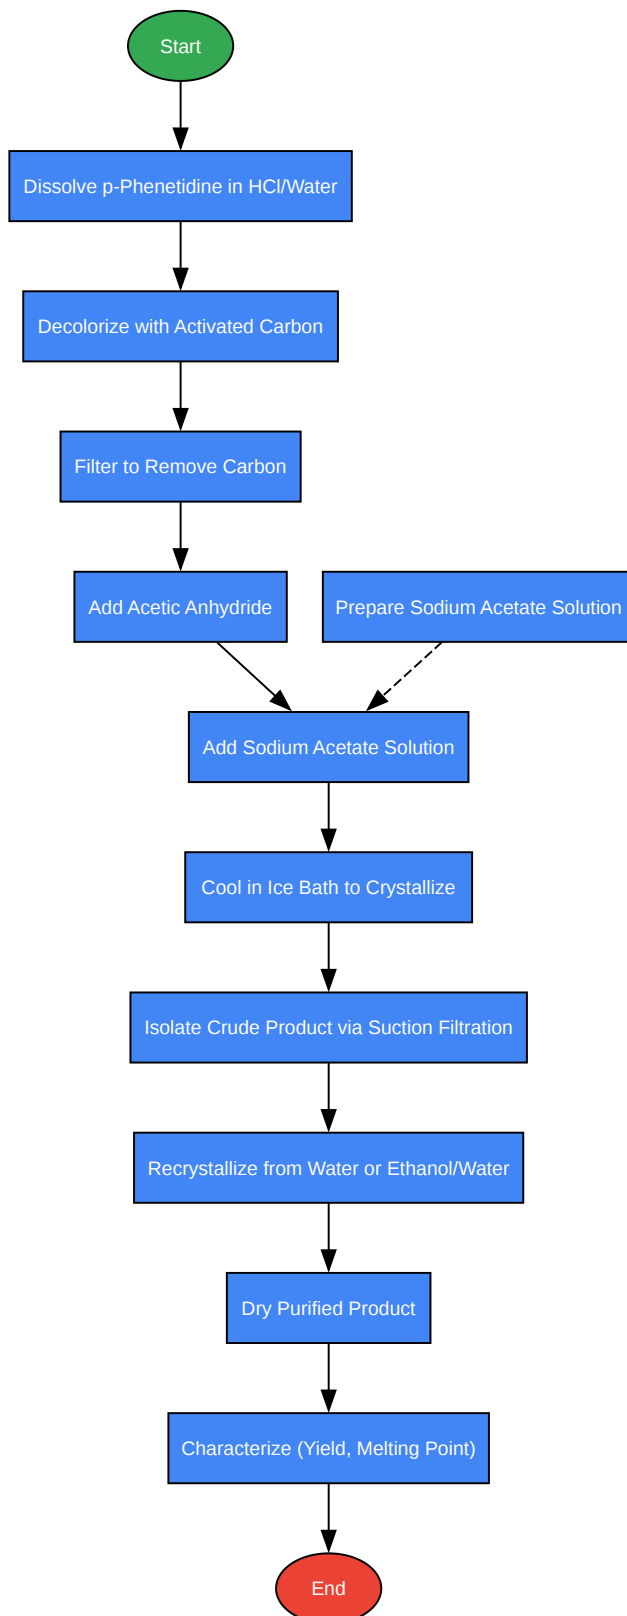 Start
Dissolve p-Phenetidine in HCl/Water
Decolorize with Activated Carbon
Filter to Remove Carbon
Add Acetic Anhydride
Prepare Sodium Acetate Solution
Add Sodium Acetate Solution
Cool in Ice Bath to Crystallize
Isolate Crude Product via Suction Filtration
Recrystallize from Water or Ethanol/Water
Dry Purified Product
Characterize (Yield, Melting Point)
End